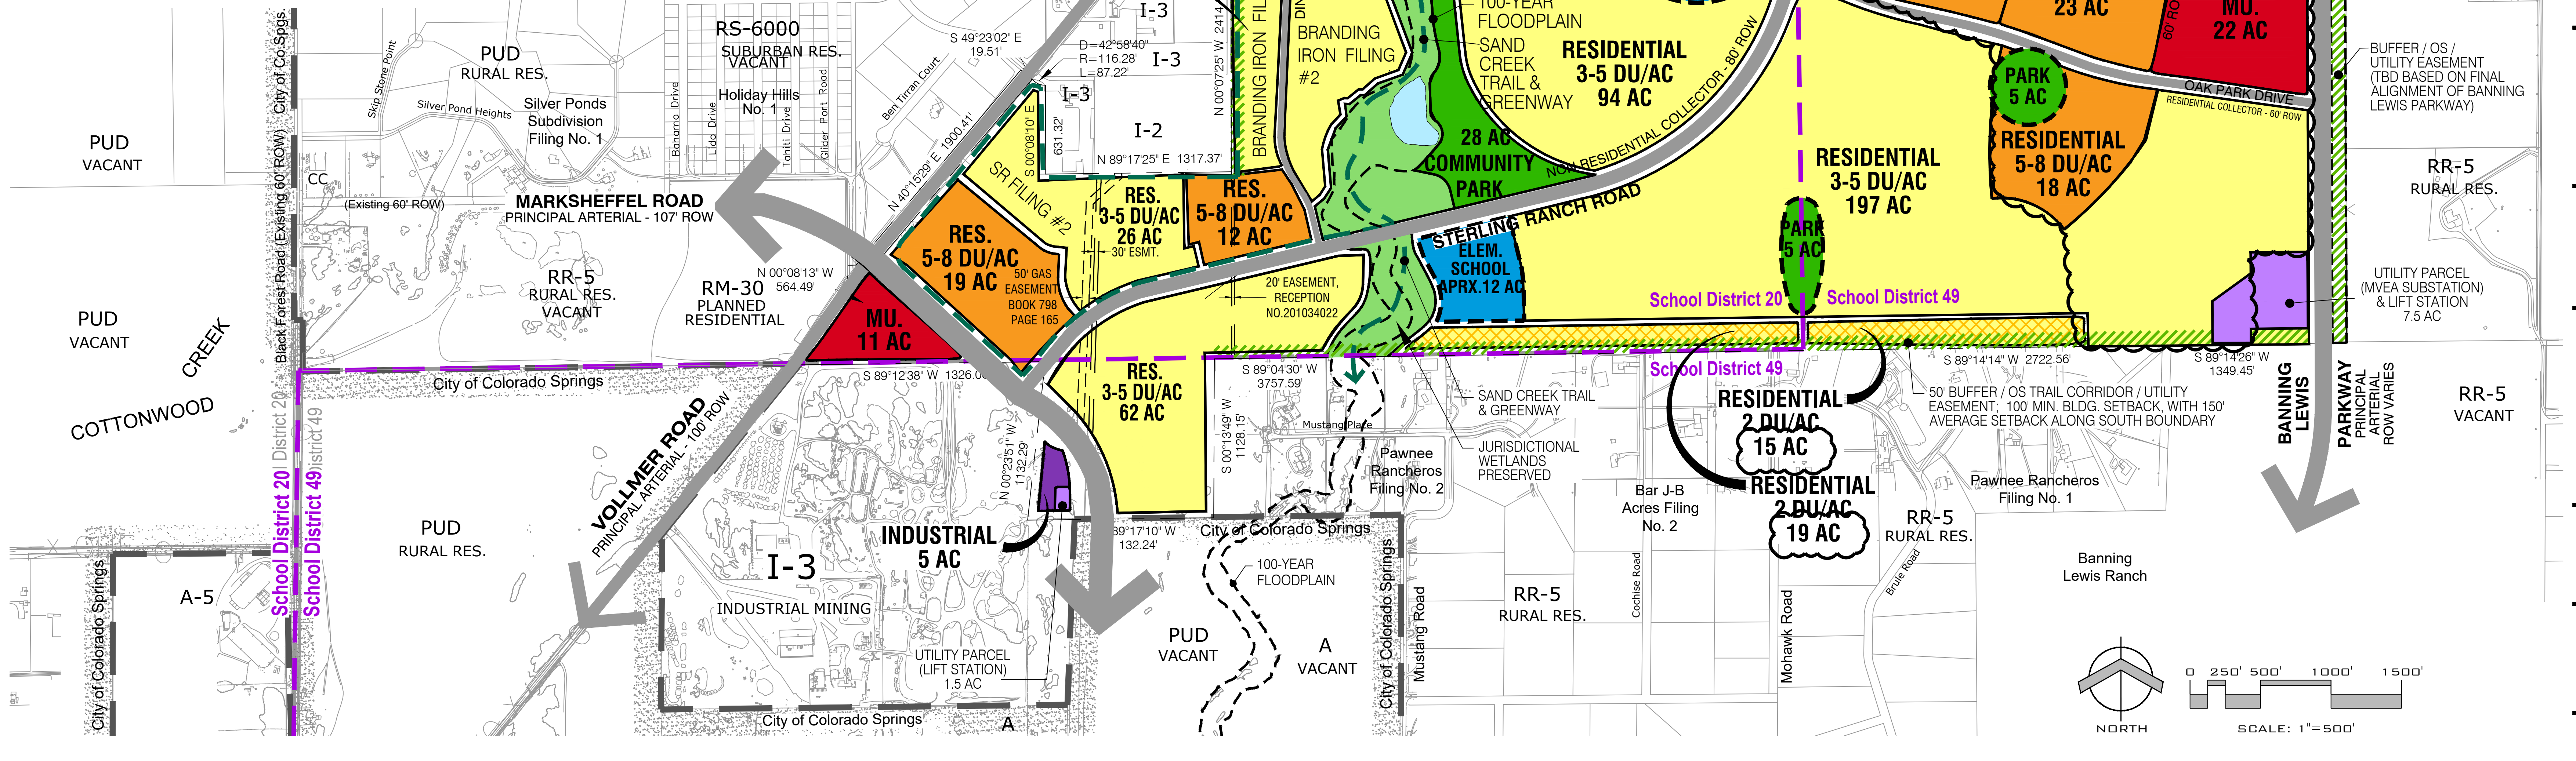 City of Co.Springs.
Black Forest Road (Existing 60' ROW)
Skip Stone Point
PUD
RURAL RES.
Silver Pond Heights
Silver Ponds
Subdivision
Filing No. 1
RS-6000
SUBURBAN RES.
VACANT
Holiday Hills
No. 1
Bahama Drive
Lido Drive
Tahiti Drive
Glider Port Road
Ben Tirran Court
S 49°23'02" E
19.51'
D=42°58'40"
R=116.28'
L=87.22'
I-3
I-3
I-3
I-2
N 89°17'25" E 1317.37'
S 00°08'10" E
631.32'
N 00°07'25" W 2414
BRANDING IRON FIL
BRANDING
IRON FILING
#2
100-YEAR
FLOODPLAIN
SAND
CREEK
TRAIL &
GREENWAY
RESIDENTIAL
3-5 DU/AC
94 AC
28 AC
COMMUNITY
PARK
NON-RESIDENTIAL COLLECTOR - 80' ROW
STERLING RANCH ROAD
23 AC
60' RO
MU.
22 AC
PARK
5 AC
OAK PARK DRIVE
RESIDENTIAL COLLECTOR - 60' ROW
RESIDENTIAL
5-8 DU/AC
18 AC
RESIDENTIAL
3-5 DU/AC
197 AC
PARK
5 AC
BUFFER / OS /
UTILITY EASEMENT
(TBD BASED ON FINAL
ALIGNMENT OF BANNING
LEWIS PARKWAY)
RR-5
RURAL RES.
UTILITY PARCEL
(MVEA SUBSTATION)
& LIFT STATION
7.5 AC
PUD
VACANT
CC
(Existing 60' ROW)
MARKSHEFFEL ROAD
PRINCIPAL ARTERIAL - 107' ROW
N 40°15'29" E 1900.41'
SR FILING #2
RES.
3-5 DU/AC
26 AC
30' ESMT.
RES.
5-8 DU/AC
12 AC
RES.
5-8 DU/AC
19 AC
50' GAS
EASEMENT
BOOK 798
PAGE 165
20' EASEMENT,
RECEPTION
NO.201034022
ELEM.
SCHOOL
APRX.12 AC
School District 20
School District 49
School District 49
RR-5
RURAL RES.
VACANT
RM-30
PLANNED
RESIDENTIAL
N 00°08'13" W
564.49'
MU.
11 AC
PUD
VACANT
CREEK
COTTONWOOD
City of Colorado Springs
S 89°12'38" W 1326.0
RES.
3-5 DU/AC
62 AC
S 89°04'30" W
3757.59'
S 00°13'49" W
1128.15'
S 89°14'14" W 2722.56'
S 89°14'26" W
1349.45'
SAND CREEK TRAIL
& GREENWAY
Mustang Place
JURISDICTIONAL
WETLANDS
PRESERVED
Pawnee
Rancheros
Filing No. 2
RESIDENTIAL
2 DU/AC
15 AC
RESIDENTIAL
2 DU/AC
19 AC
50' BUFFER / OS TRAIL CORRIDOR / UTILITY
EASEMENT; 100' MIN. BLDG. SETBACK, WITH 150'
AVERAGE SETBACK ALONG SOUTH BOUNDARY
BANNING
LEWIS
PARKWAY
PRINCIPAL
ARTERIAL
ROW VARIES
RR-5
VACANT
District 20
District 49
School District 20
School District 49
VOLLMER ROAD
PRINCIPAL ARTERIAL - 100' ROW
N 00°23'51" W
1132.29'
INDUSTRIAL
5 AC
89°17'10" W
132.24'
City of Colorado Springs
Bar J-B
Acres Filing
No. 2
Pawnee Rancheros
Filing No. 1
RR-5
RURAL RES.
Banning
Lewis Ranch
PUD
RURAL RES.
A-5
City of Colorado Springs
I-3
INDUSTRIAL MINING
UTILITY PARCEL
(LIFT STATION)
1.5 AC
City of Colorado Springs
A
100-YEAR
FLOODPLAIN
PUD
VACANT
A
VACANT
City of Colorado Springs
Mustang Road
RR-5
RURAL RES.
Cochise Road
Mohawk Road
Brule Road
NORTH
0 250' 500' 1000' 1500'
SCALE: 1"=500'